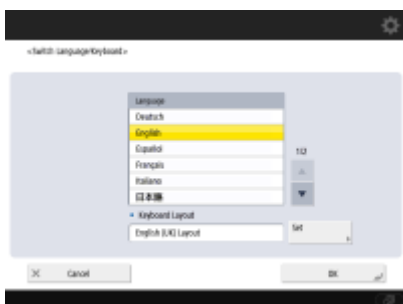 <Switch Language/Keyboard>
Language
Deutsch
English
Español
Français
Italiano
日本語
1/2
Keyboard Layout
English (UK) Layout
Set
Cancel
OK